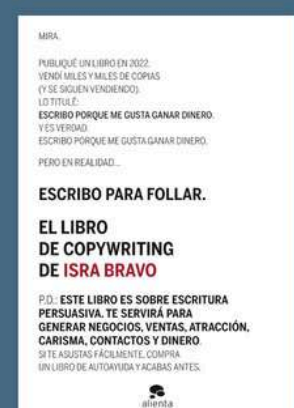 MIRA.
PUBLIQUÉ UN LIBRO EN 2022.
VENDÍ MILES Y MILES DE COPIAS
(Y SE SIGUEN VENDIENDO).
LO TITULÉ:
ESCRIBO PORQUE ME GUSTA GANAR DINERO.
Y ES VERDAD.
ESCRIBO PORQUE ME GUSTA GANAR DINERO.
PERO EN REALIDAD...
ESCRIBO PARA FOLLAR.
EL LIBRO
DE COPYWRITING
DE ISRA BRAVO
P.D.: ESTE LIBRO ES SOBRE ESCRITURA
PERSUASIVA. TE SERVIRÁ PARA
GENERAR NEGOCIOS, VENTAS, ATRACCIÓN,
CARISMA, CONTACTOS Y DINERO.
SI TE ASUSTAS FÁCILMENTE, COMPRA
UN LIBRO DE AUTOAYUDA Y ACABAS ANTES.
alienta